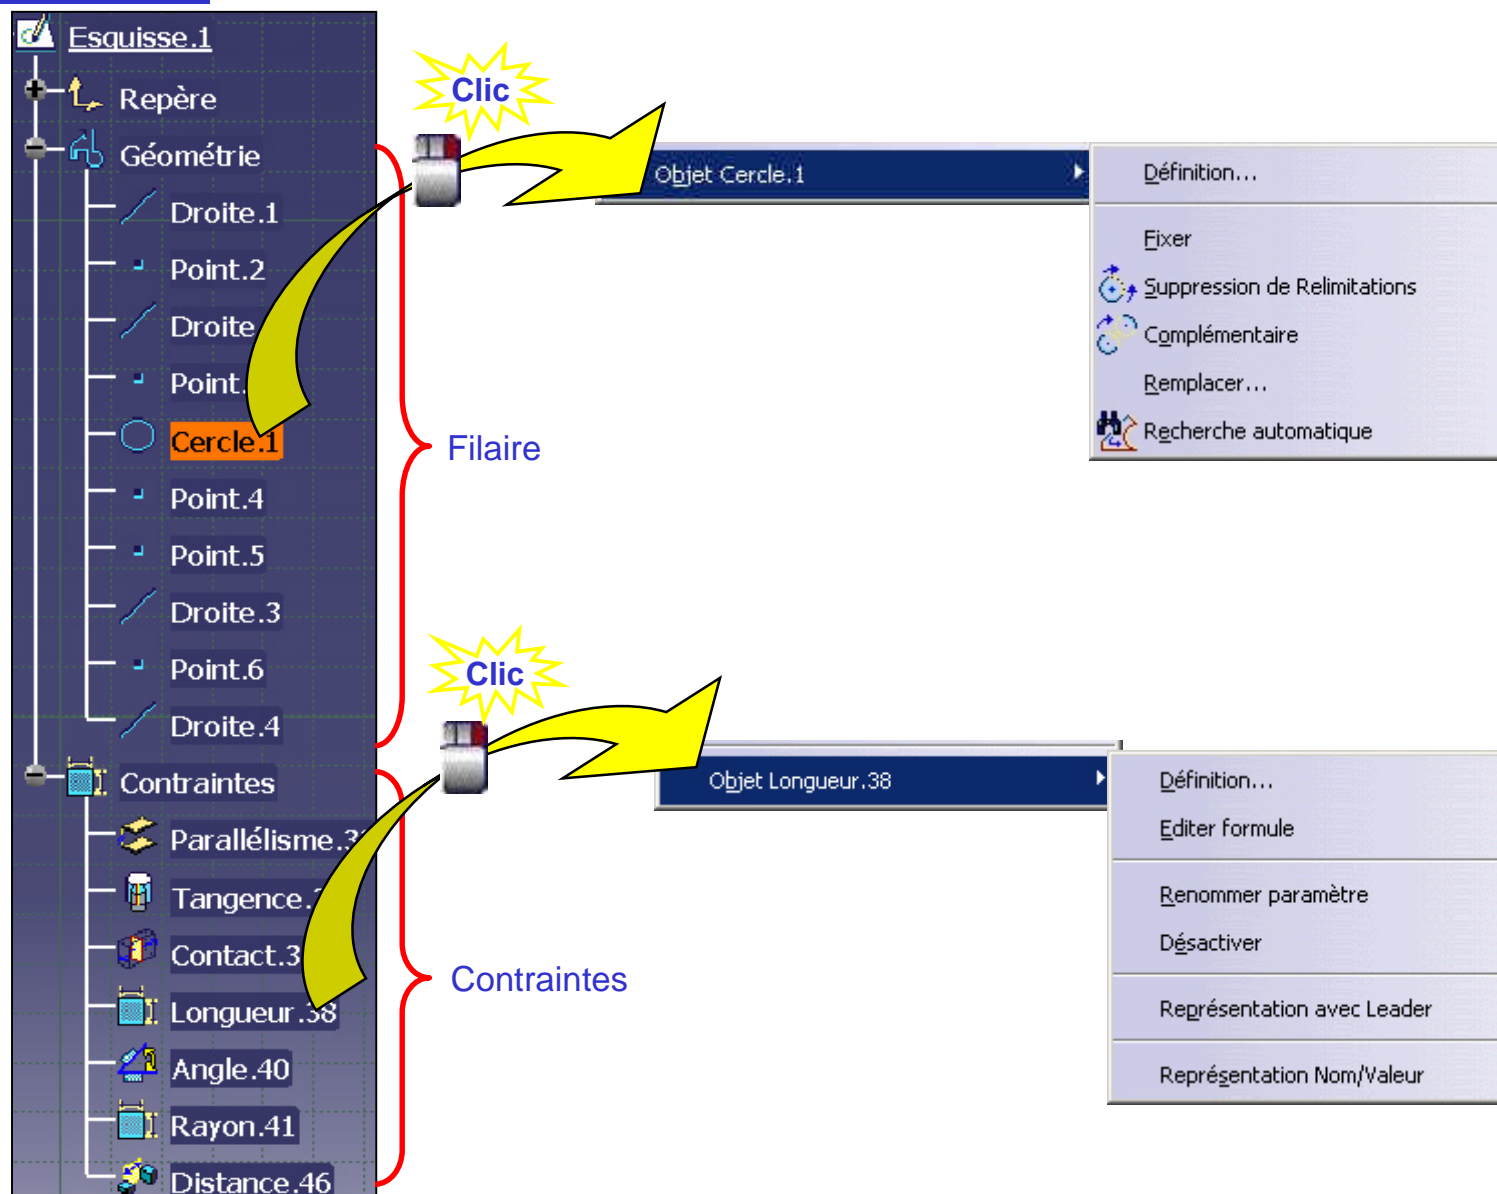 Esquisse.1
Repère
Géométrie
Droite.1
Point.2
Droite
Point.
Cercle.1
Point.4
Point.5
Droite.3
Point.6
Droite.4
Contraintes
Parallélisme.3
Tangence.
Contact.3
Longueur.38
Angle.40
Rayon.41
Distance.46
Clic
Filaire
Clic
Contraintes
Objet Cercle.1
Définition...
Fixer
Suppression de Relimitations
Complémentaire
Remplacer...
Recherche automatique
Objet Longueur.38
Définition...
Editer formule
Renommer paramètre
Désactiver
Représentation avec Leader
Représentation Nom/Valeur